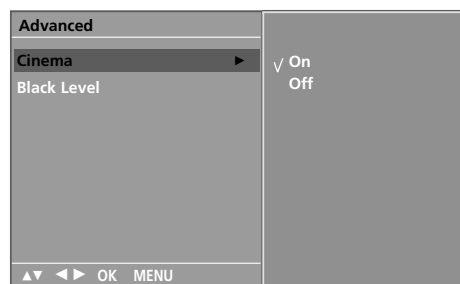 Advanced
Cinema ►
Black Level
√ On
Off
▲▼ ◄► OK MENU